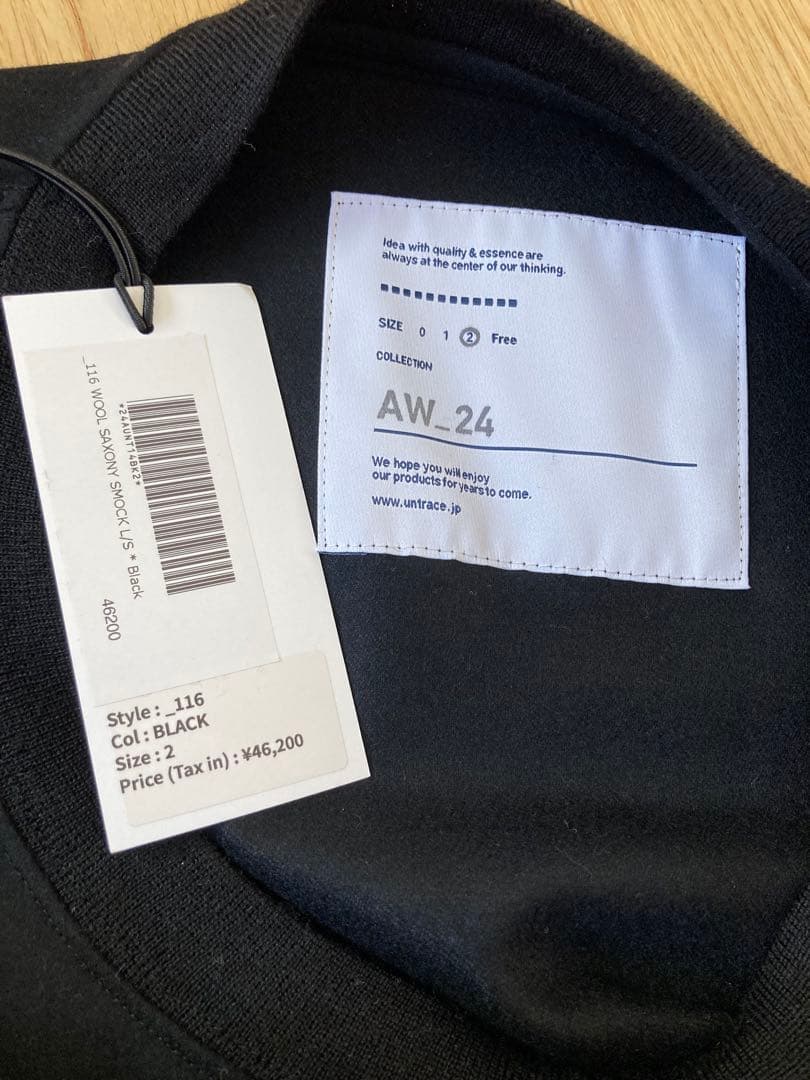 Idea with quality & essence are
always at the center of our thinking.
SIZE 0 1 2 Free
COLLECTION
AW_24
We hope you will enjoy
our products for years to come.
www.untrace.jp
*24AUNT14BK2*
_116 WOOL SAXONY SMOCK L/S * Black
46200
Style : _116
Col : BLACK
Size : 2
Price (Tax in) : ¥46,200